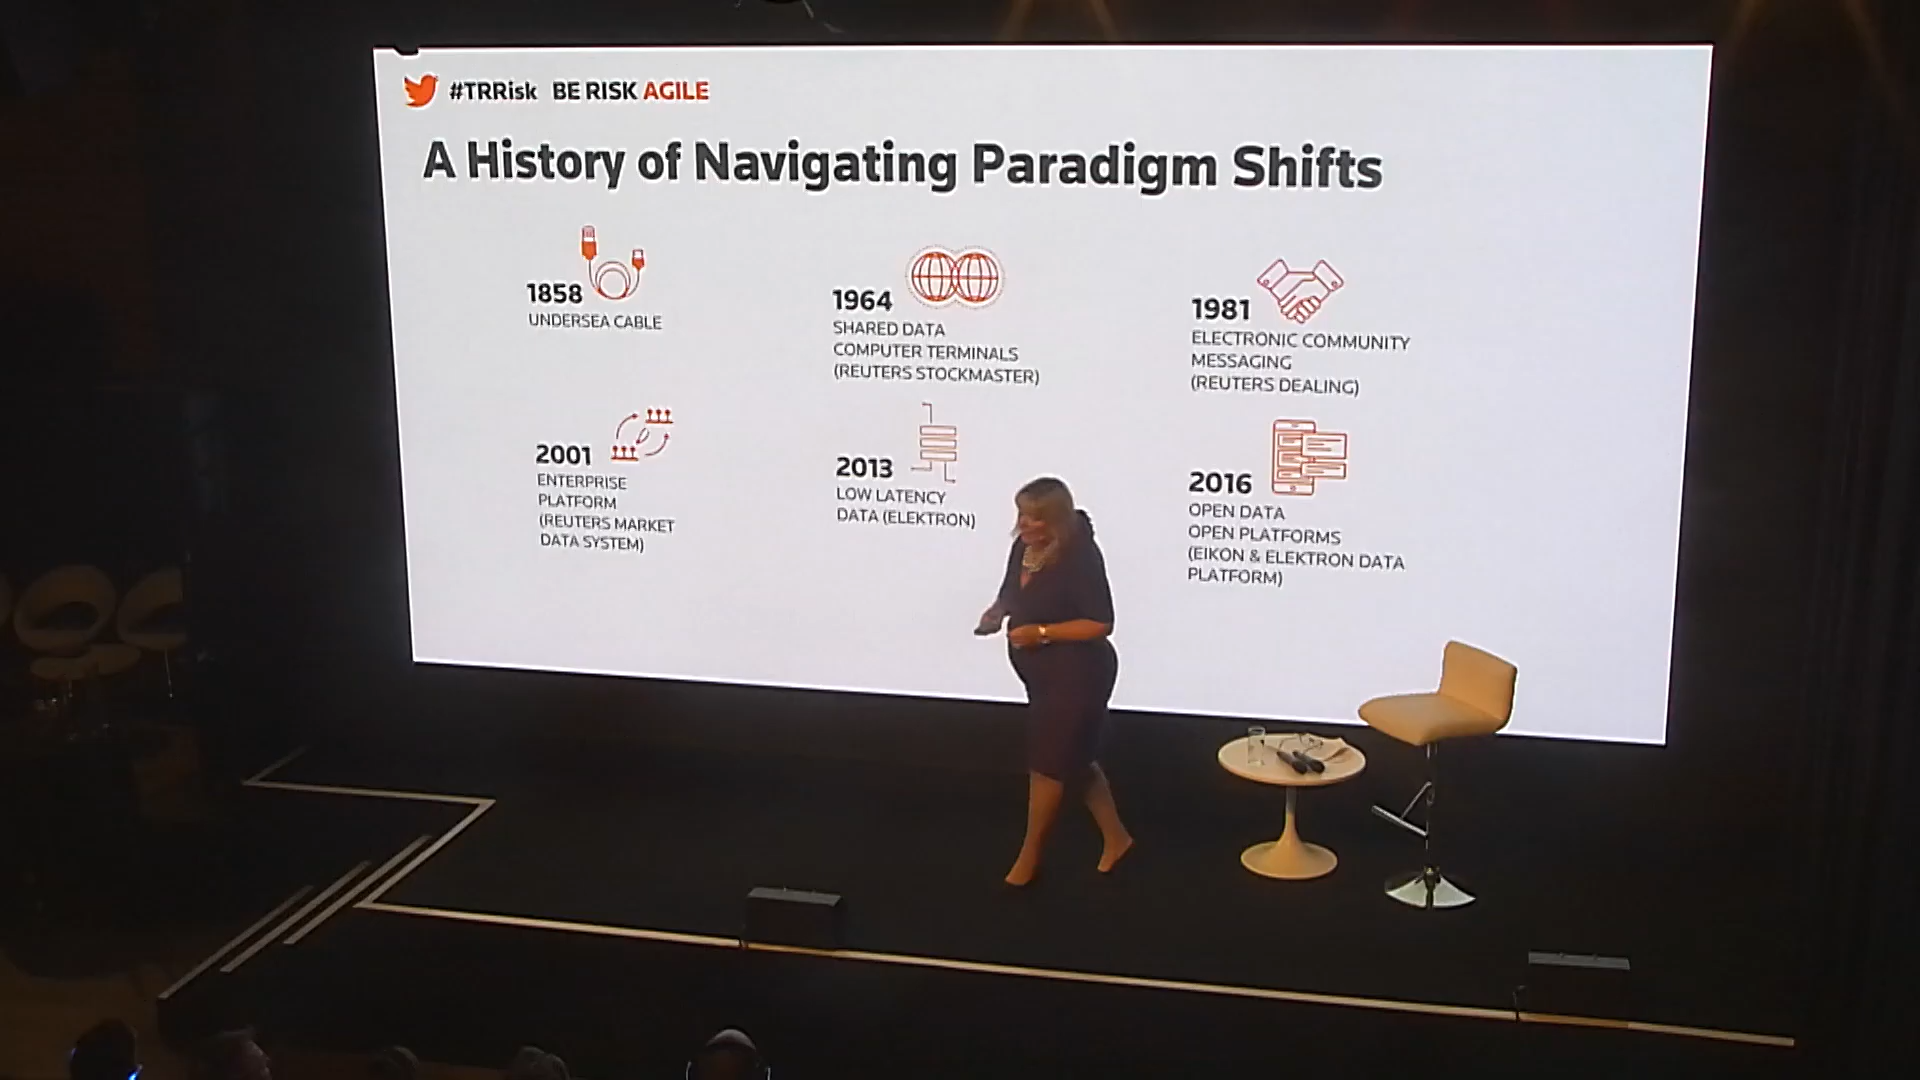 #TRRisk BE RISK AGILE
A History of Navigating Paradigm Shifts
1858
UNDERSEA CABLE
1964
SHARED DATA
COMPUTER TERMINALS
(REUTERS STOCKMASTER)
1981
ELECTRONIC COMMUNITY
MESSAGING
(REUTERS DEALING)
2001
ENTERPRISE
PLATFORM
(REUTERS MARKET
DATA SYSTEM)
2013
LOW LATENCY
DATA (ELEKTRON)
2016
OPEN DATA
OPEN PLATFORMS
(EIKON & ELEKTRON DATA
PLATFORM)